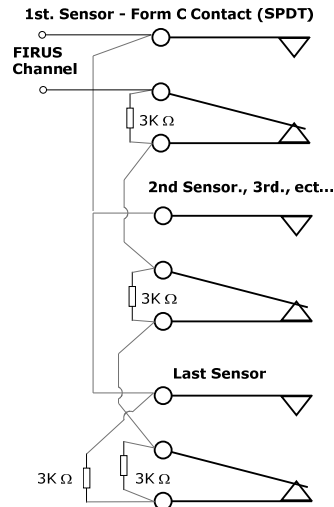 1st. Sensor - Form C Contact (SPDT)
FIRUS
Channel
3K Ω
2nd Sensor., 3rd., ect...
3K Ω
Last Sensor
3K Ω
3K Ω